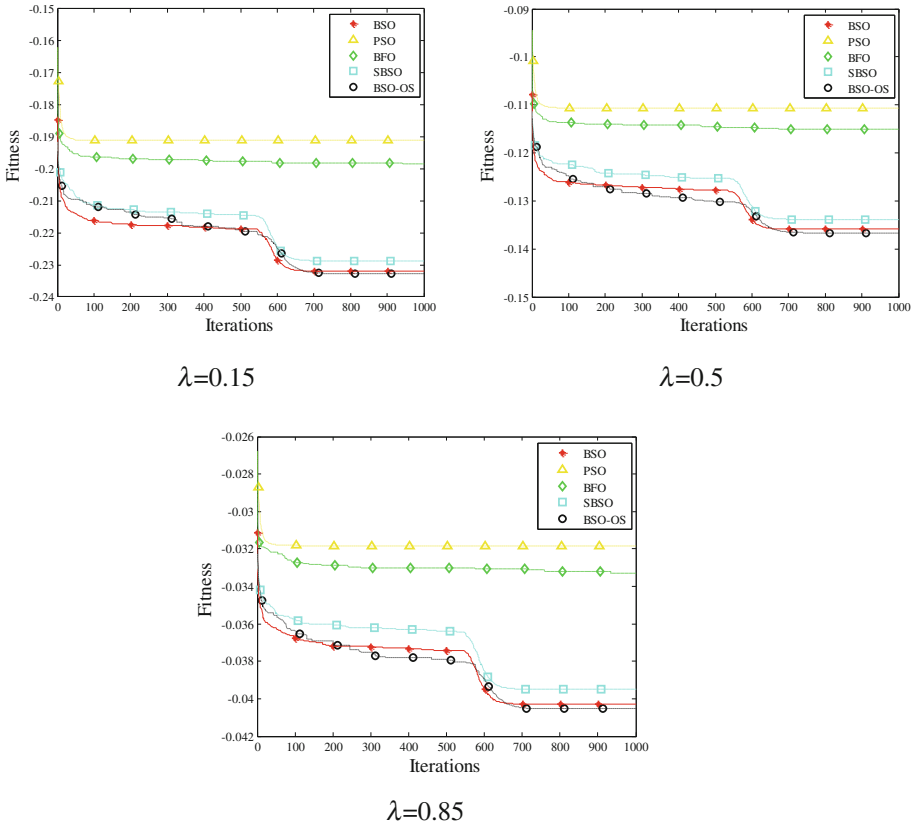 -0.15
-0.16
-0.17
-0.18
-0.19
-0.2
-0.21
-0.22
-0.23
-0.24
Fitness
BSO
PSO
BFO
SBSO
BSO-OS
0 100 200 300 400 500 600 700 800 900 1000
Iterations
λ=0.15
-0.09
-0.1
-0.11
-0.12
-0.13
-0.14
-0.15
Fitness
BSO
PSO
BFO
SBSO
BSO-OS
0 100 200 300 400 500 600 700 800 900 1000
Iterations
λ=0.5
-0.026
-0.028
-0.03
-0.032
-0.034
-0.036
-0.038
-0.04
-0.042
Fitness
BSO
PSO
BFO
SBSO
BSO-OS
0 100 200 300 400 500 600 700 800 900 1000
Iterations
λ=0.85